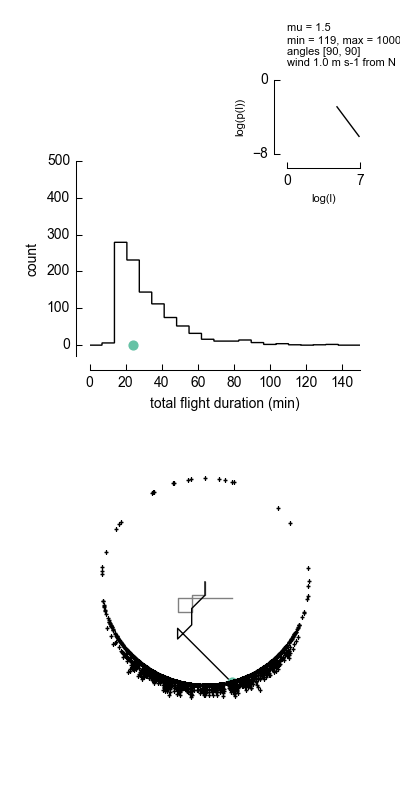 mu = 1.5
min = 119, max = 1000
angles [90, 90]
wind 1.0 m s-1 from N
0
log(p(l))
−8
0 7
log(l)
500
400
300
200
100
0
count
0 20 40 60 80 100 120 140
total flight duration (min)